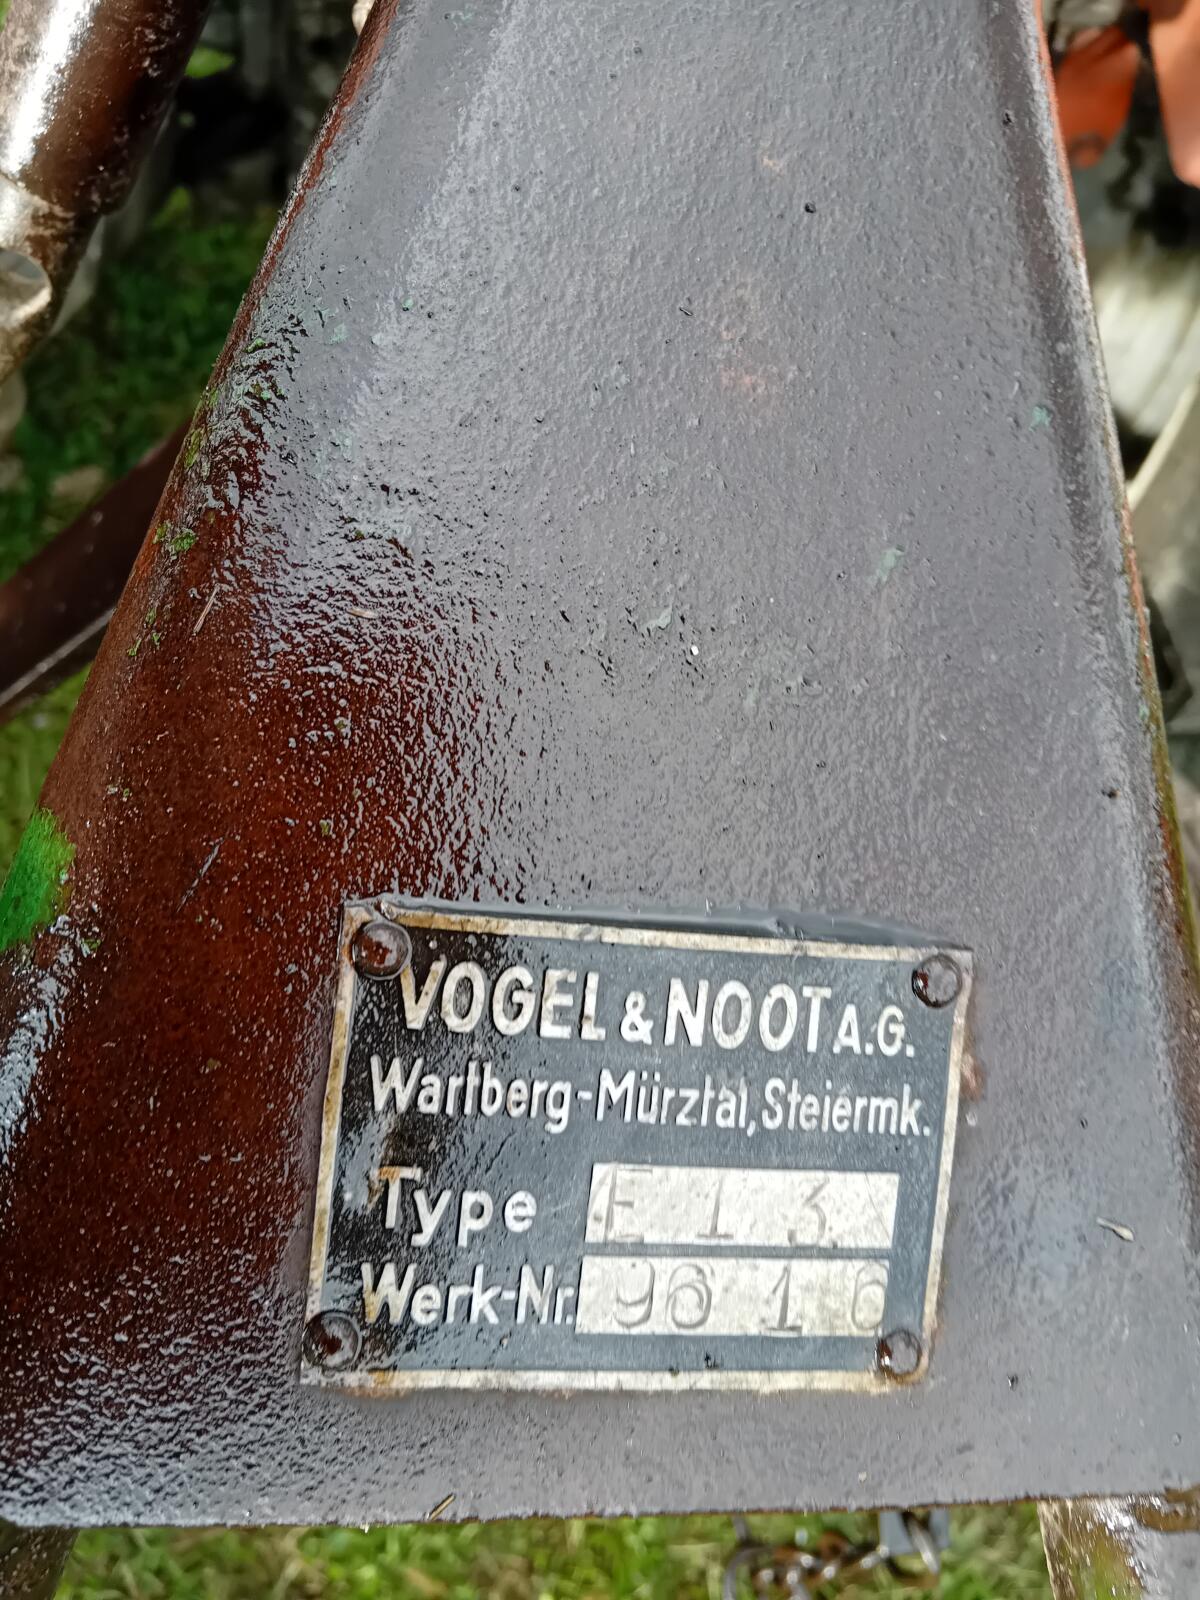 VOGEL & NOOT A.G.
Wartberg-Mürztal, Steiermk.
Type E 1 3
Werk-Nr. 96 1 6